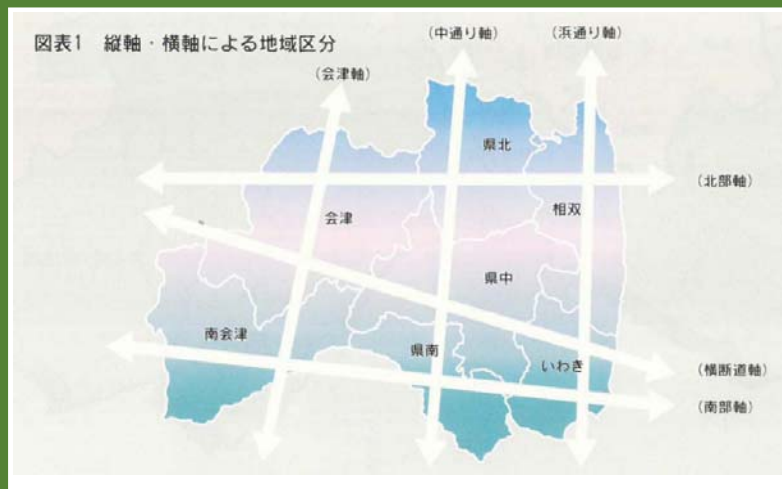 図表1 縦軸・横軸による地域区分
(中通り軸)
(浜通り軸)
(会津軸)
県北
(北部軸)
会津
相双
県中
南会津
県南
いわき
(横断道軸)
(南部軸)